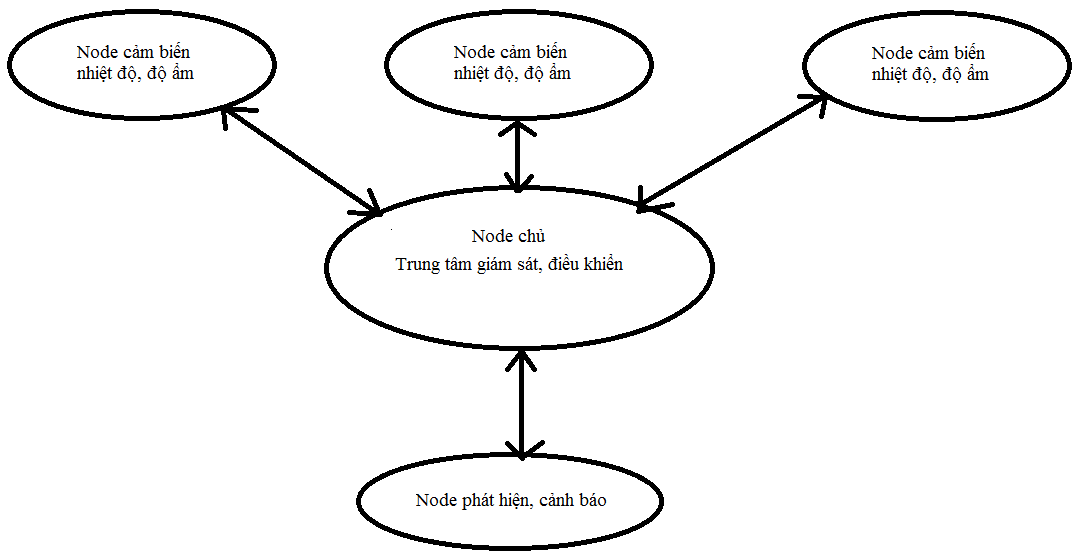 Node cảm biến
nhiệt độ, độ ẩm
Node cảm biến
nhiệt độ, độ ẩm
Node cảm biến
nhiệt độ, độ ẩm
Node chủ
Trung tâm giám sát, điều khiển
Node phát hiện, cảnh báo